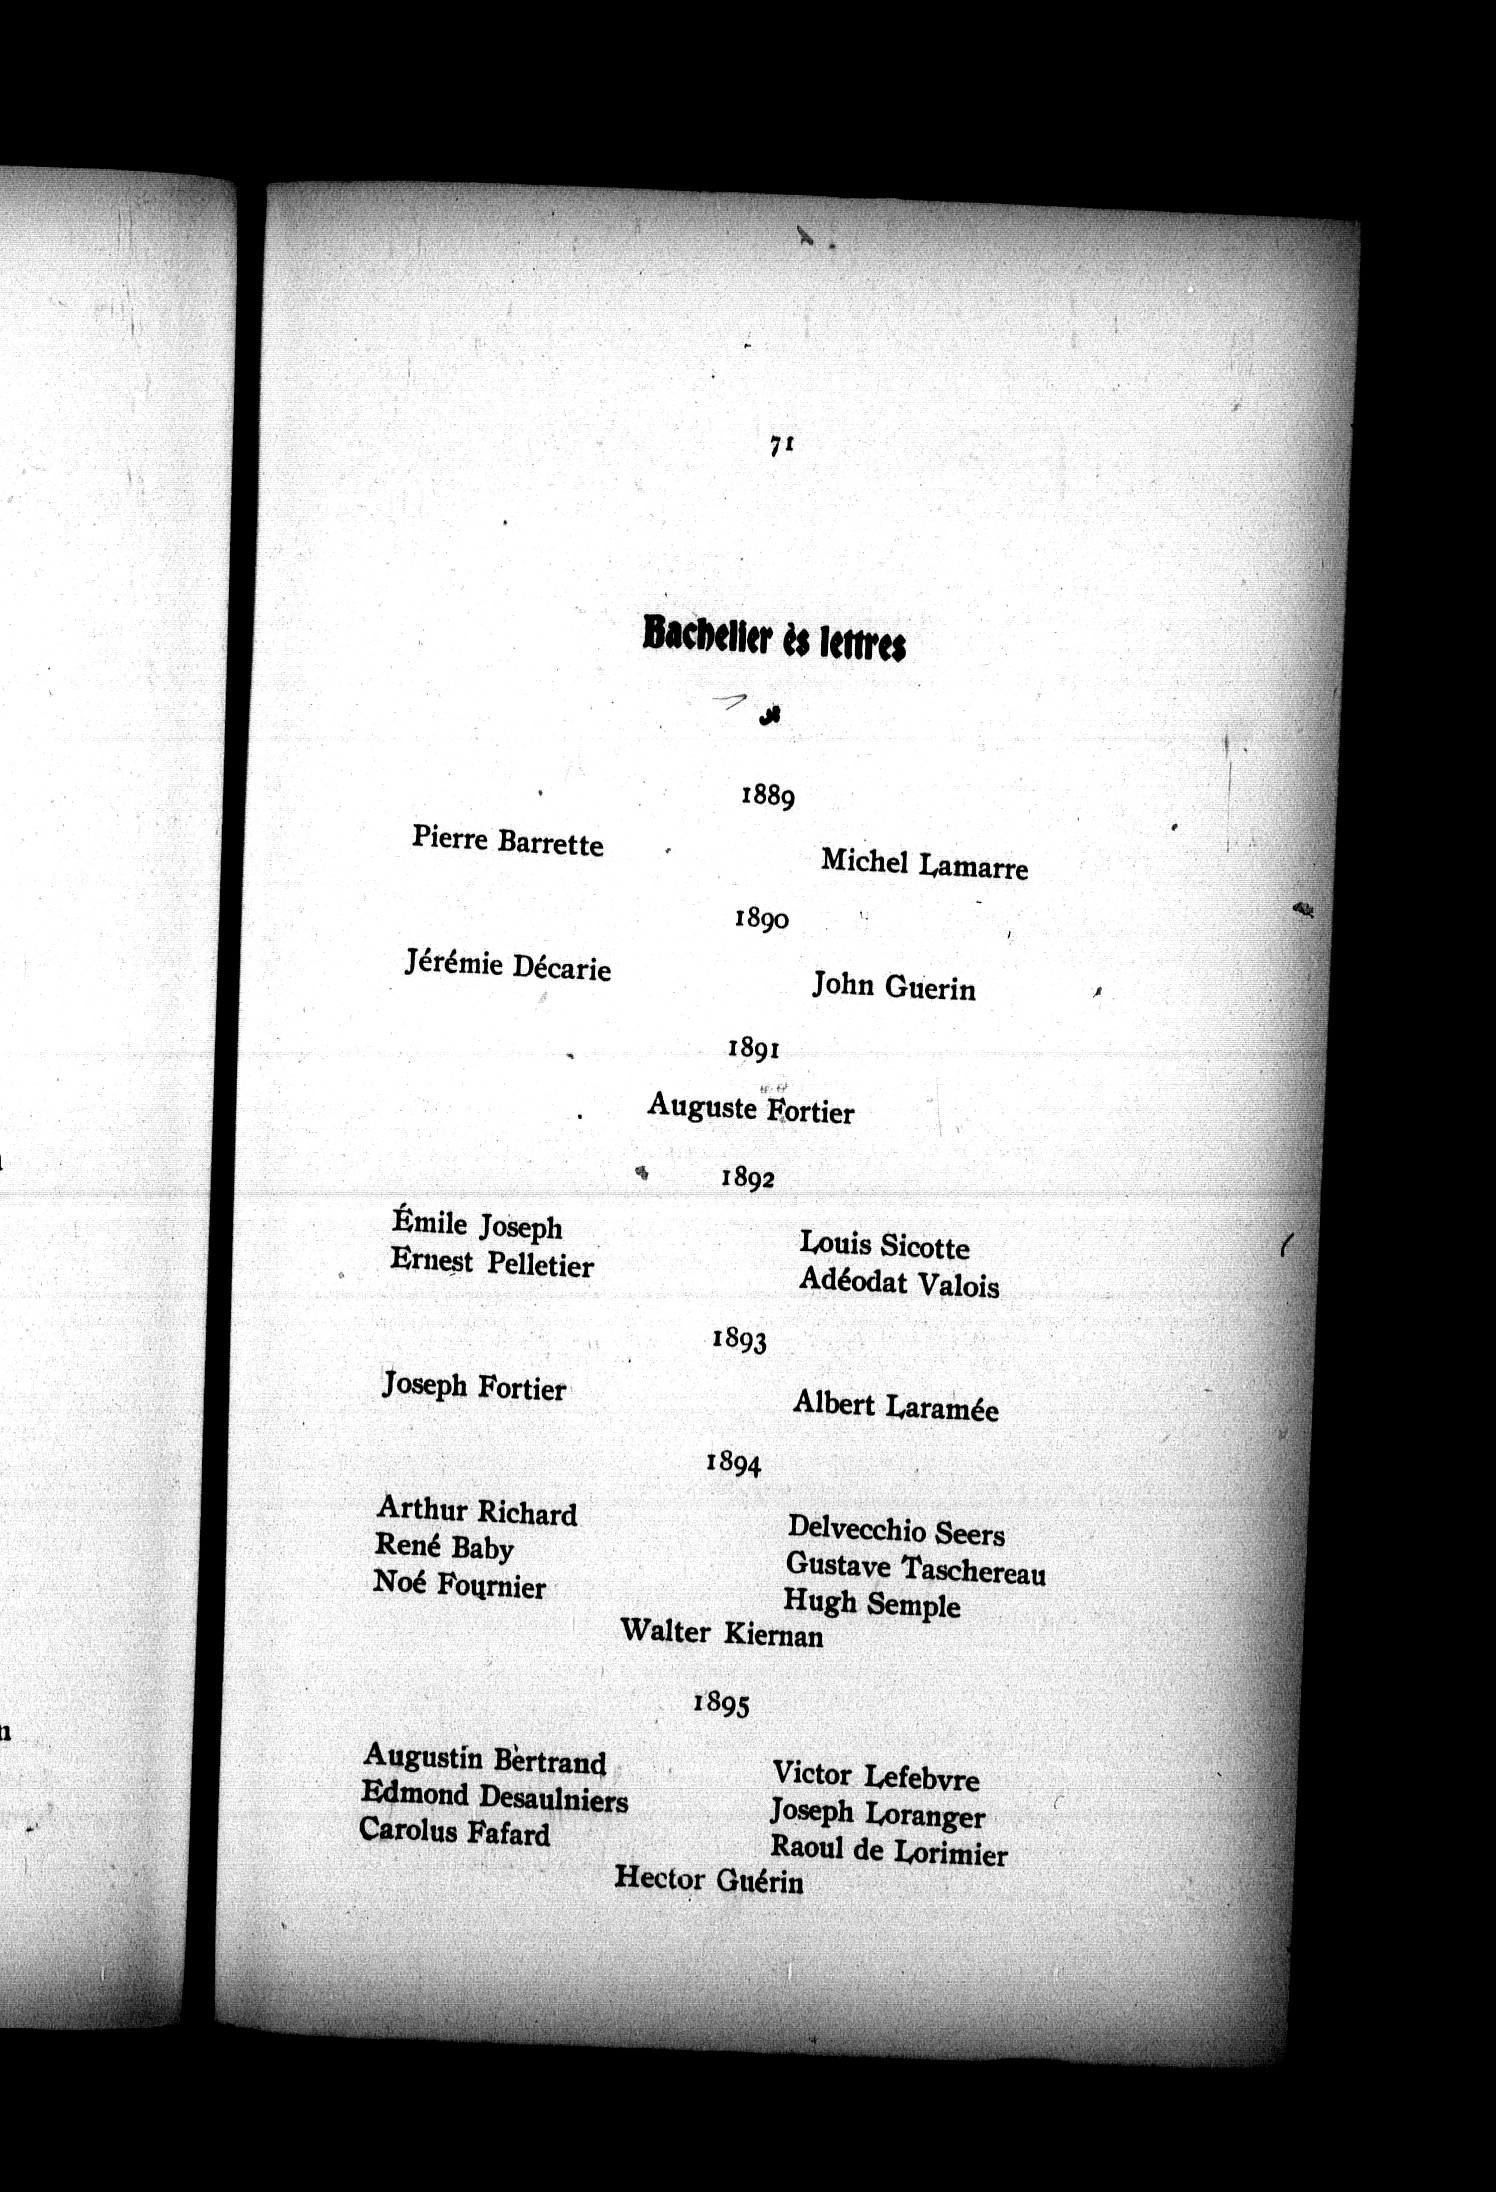 71
Bachelier ès lettres
1889
Pierre Barrette Michel Lamarre
1890
Jérémie Décarie John Guerin
1891
Auguste Fortier
1892
Émile Joseph Louis Sicotte
Ernest Pelletier Adéodat Valois
1893
Joseph Fortier Albert Laramée
1894
Arthur Richard Delvecchio Seers
René Baby Gustave Taschereau
Noé Fournier Hugh Semple
Walter Kiernan
1895
Augustin Bertrand Victor Lefebvre
Edmond Desaulniers Joseph Loranger
Carolus Fafard Raoul de Lorimier
Hector Guérin